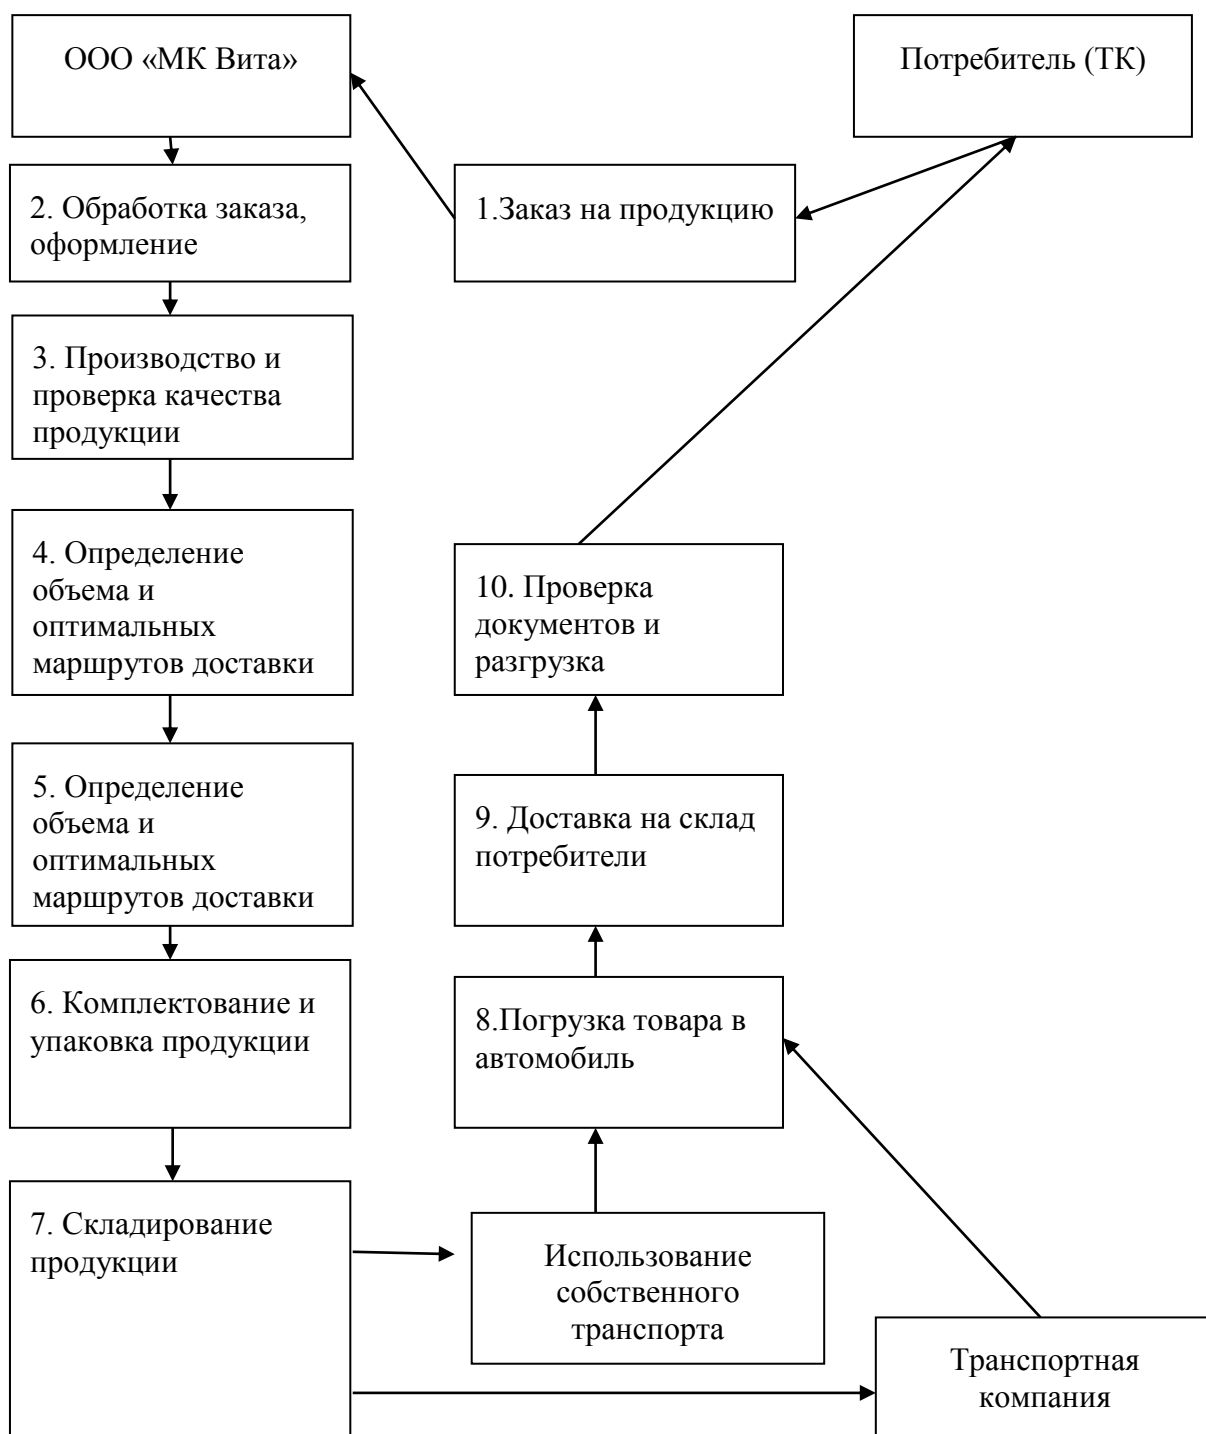 ООО «МК Вита»
Потребитель (ТК)
1.Заказ на продукцию
2. Обработка заказа,
оформление
3. Производство и
проверка качества
продукции
4. Определение
объема и
оптимальных
маршрутов доставки
5. Определение
объема и
оптимальных
маршрутов доставки
6. Комплектование и
упаковка продукции
7. Складирование
продукции
Использование
собственного
транспорта
Транспортная
компания
8.Погрузка товара в
автомобиль
9. Доставка на склад
потребители
10. Проверка
документов и
разгрузка